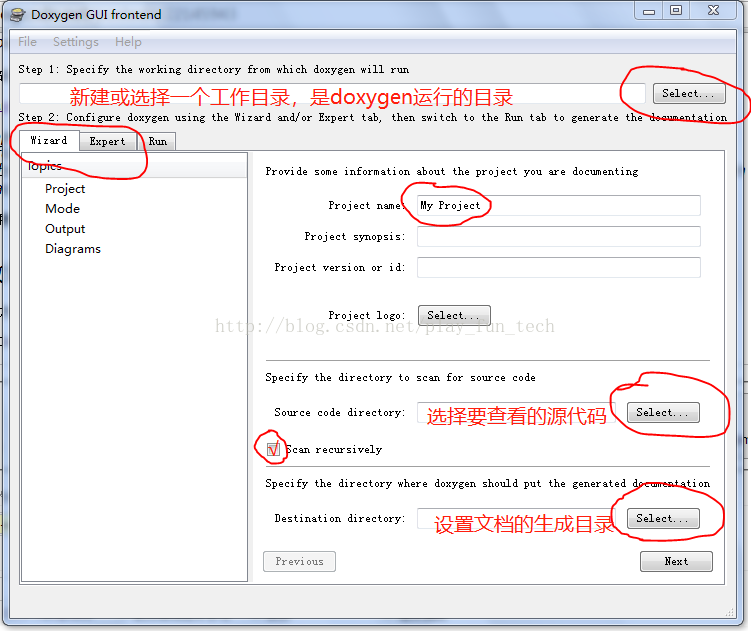 Doxygen GUI frontend
File Settings Help
Step 1: Specify the working directory from which doxygen will run
新建或选择一个工作目录，是doxygen运行的目录 Select...
Step 2: Configure doxygen using the Wizard and/or Expert tab, then switch to the Run tab to generate the documentation
Wizard Expert Run
Topics
Project
Mode
Output
Diagrams
Provide some information about the project you are documenting
Project name: My Project
Project synopsis:
Project version or id:
Project logo: Select...
http://blog.csdn.net/play_fun_tech
Specify the directory to scan for source code
Source code directory: 选择要查看的源代码 Select...
Scan recursively
Specify the directory where doxygen should put the generated documentation
Destination directory: 设置文档的生成目录 Select...
Previous Next